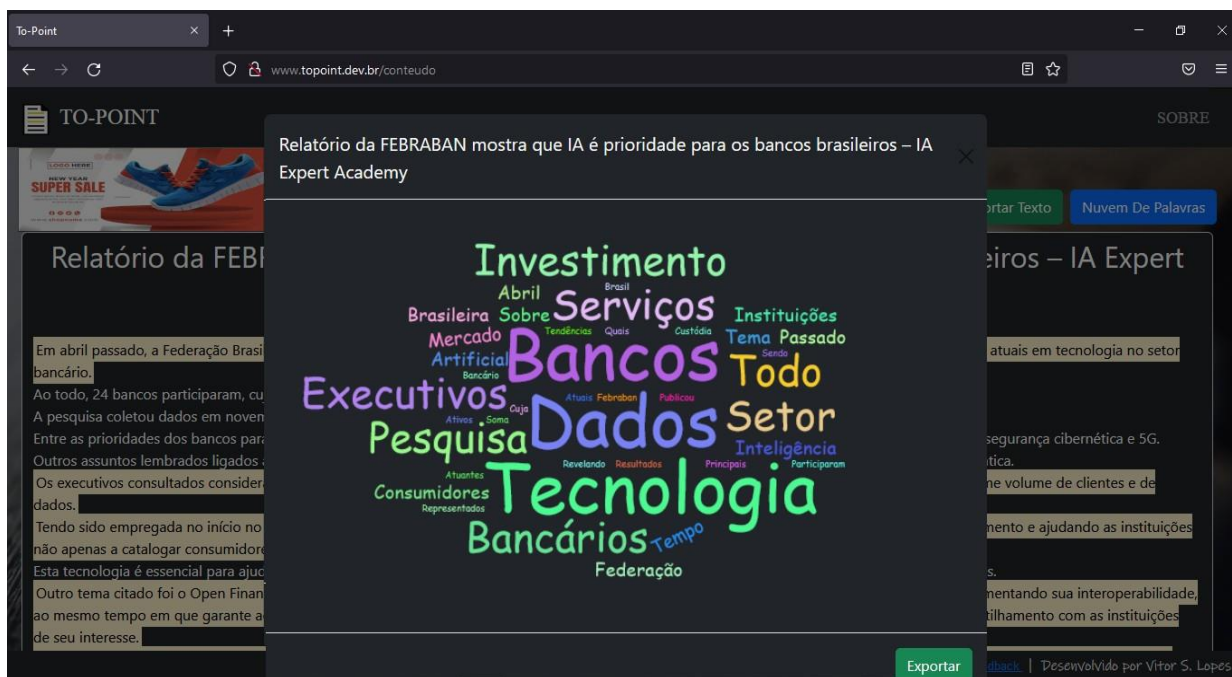 To-Point
www.topoint.dev.br/conteudo
TO-POINT
SOBRE
LOGO HERE
NEW YEAR
SUPER SALE
Relatório da FEBRABAN mostra que IA é prioridade para os bancos brasileiros – IA
Expert Academy
ortar Texto
Nuvem De Palavras
Relatório da FEB
eiros – IA Expert
Investimento
Abril
Brasil
Brasileira Sobre Serviços Instituições
Mercado Tendências Quais Custódia Tema Passado
Artificial Bancos Todo Sendo
Bancário
Executivos Cuja Atuais Febraban Publicou Setor
Ativos Soma
Pesquisa Dados Inteligência
Revelando Resultados Principais Participaram
Atuantes
Consumidores Tecnologia
Representados
Bancários Tempo
Federação
Em abril passado, a Federação Brasi
atuais em tecnologia no setor
bancário.
Ao todo, 24 bancos participaram, cu
A pesquisa coletou dados em novem
Entre as prioridades dos bancos para
segurança cibernética e 5G.
Outros assuntos lembrados ligados
ática.
Os executivos consultados consider
me volume de clientes e de
dados.
Tendo sido empregada no início no
mento e ajudando as instituições
não apenas a catalogar consumidore
Esta tecnologia é essencial para ajud
s.
Outro tema citado foi o Open Finan
mentando sua interoperabilidade,
ao mesmo tempo em que garante a
tilhamento com as instituições
de seu interesse.
Exportar
dback | Desenvolvido por Vitor S. Lopes